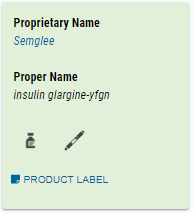 Proprietary Name
Semglee
Proper Name
insulin glargine-yfgn
PRODUCT LABEL